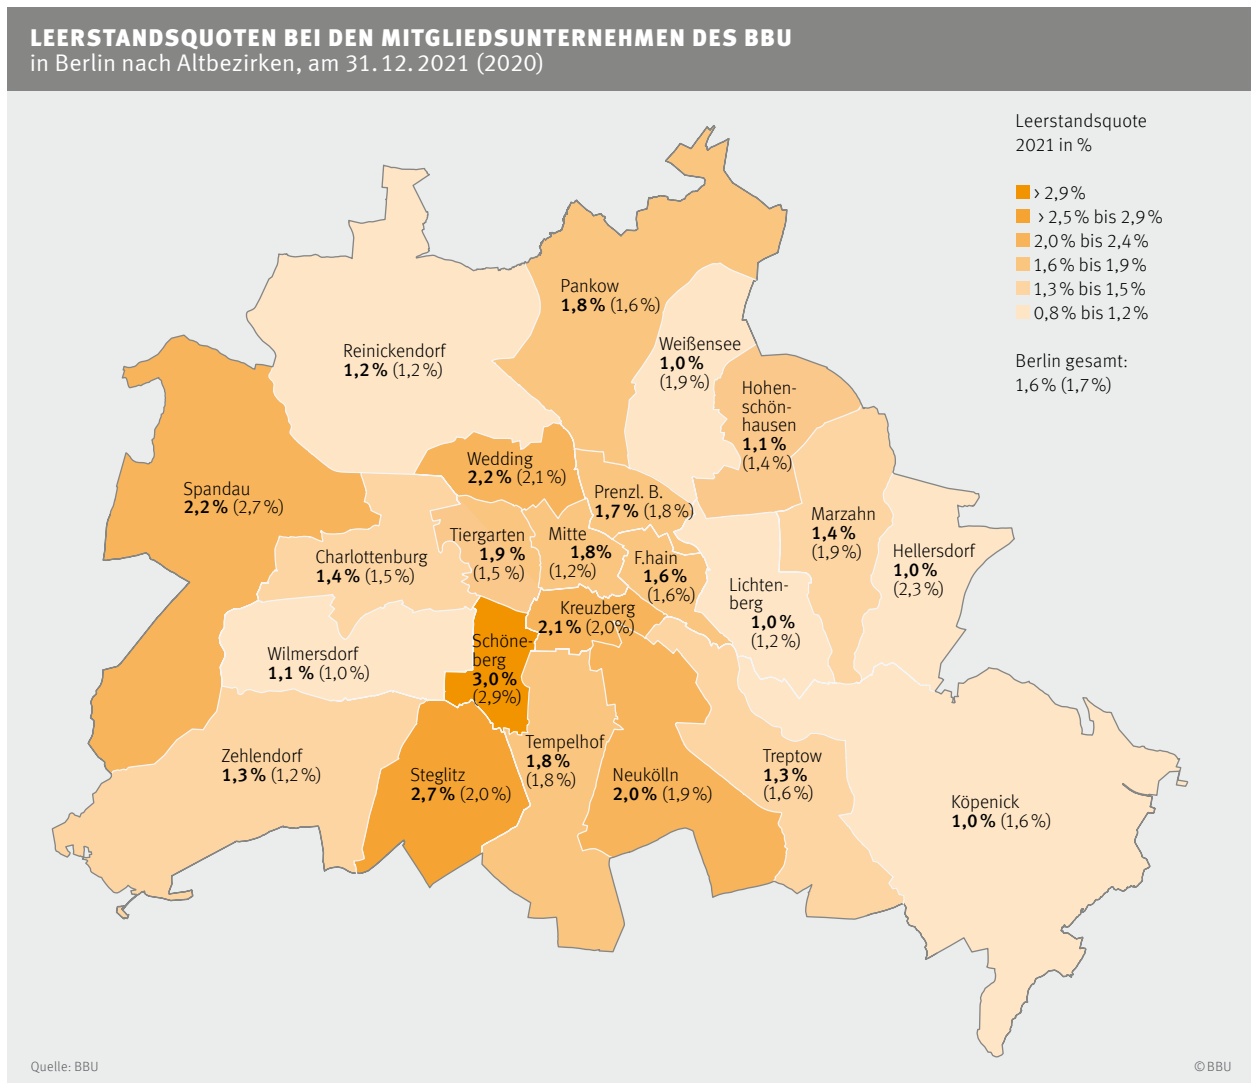 LEERSTANDSQUOTEN BEI DEN MITGLIEDSUNTERNEHMEN DES BBU
in Berlin nach Altbezirken, am 31.12.2021 (2020)
Leerstandsquote
2021 in %
> 2,9 %
> 2,5 % bis 2,9 %
2,0 % bis 2,4 %
1,6 % bis 1,9 %
1,3 % bis 1,5 %
0,8 % bis 1,2 %
Berlin gesamt:
1,6 % (1,7 %)
Pankow
1,8 % (1,6 %)
Weißensee
1,0 %
(1,9 %)
Reinickendorf
1,2 % (1,2 %)
Hohen-
schön-
hausen
1,1 %
(1,4 %)
Wedding
2,2 % (2,1 %)
Spandau
2,2 % (2,7 %)
Prenzl. B.
1,7 % (1,8 %)
Marzahn
1,4 %
(1,9 %)
Hellersdorf
1,0 %
(2,3 %)
Tiergarten
1,9 %
(1,5 %)
Mitte
1,8%
(1,2%)
F.hain
1,6 %
(1,6%)
Charlottenburg
1,4 % (1,5 %)
Lichten-
berg
1,0 %
(1,2 %)
Kreuzberg
2,1 % (2,0%)
Schöne-
berg
3,0 %
(2,9%)
Wilmersdorf
1,1 % (1,0 %)
Zehlendorf
1,3 % (1,2 %)
Steglitz
2,7 % (2,0 %)
Tempelhof
1,8 %
(1,8 %)
Neukölln
2,0 % (1,9 %)
Treptow
1,3 %
(1,6 %)
Köpenick
1,0 % (1,6 %)
Quelle: BBU
© BBU